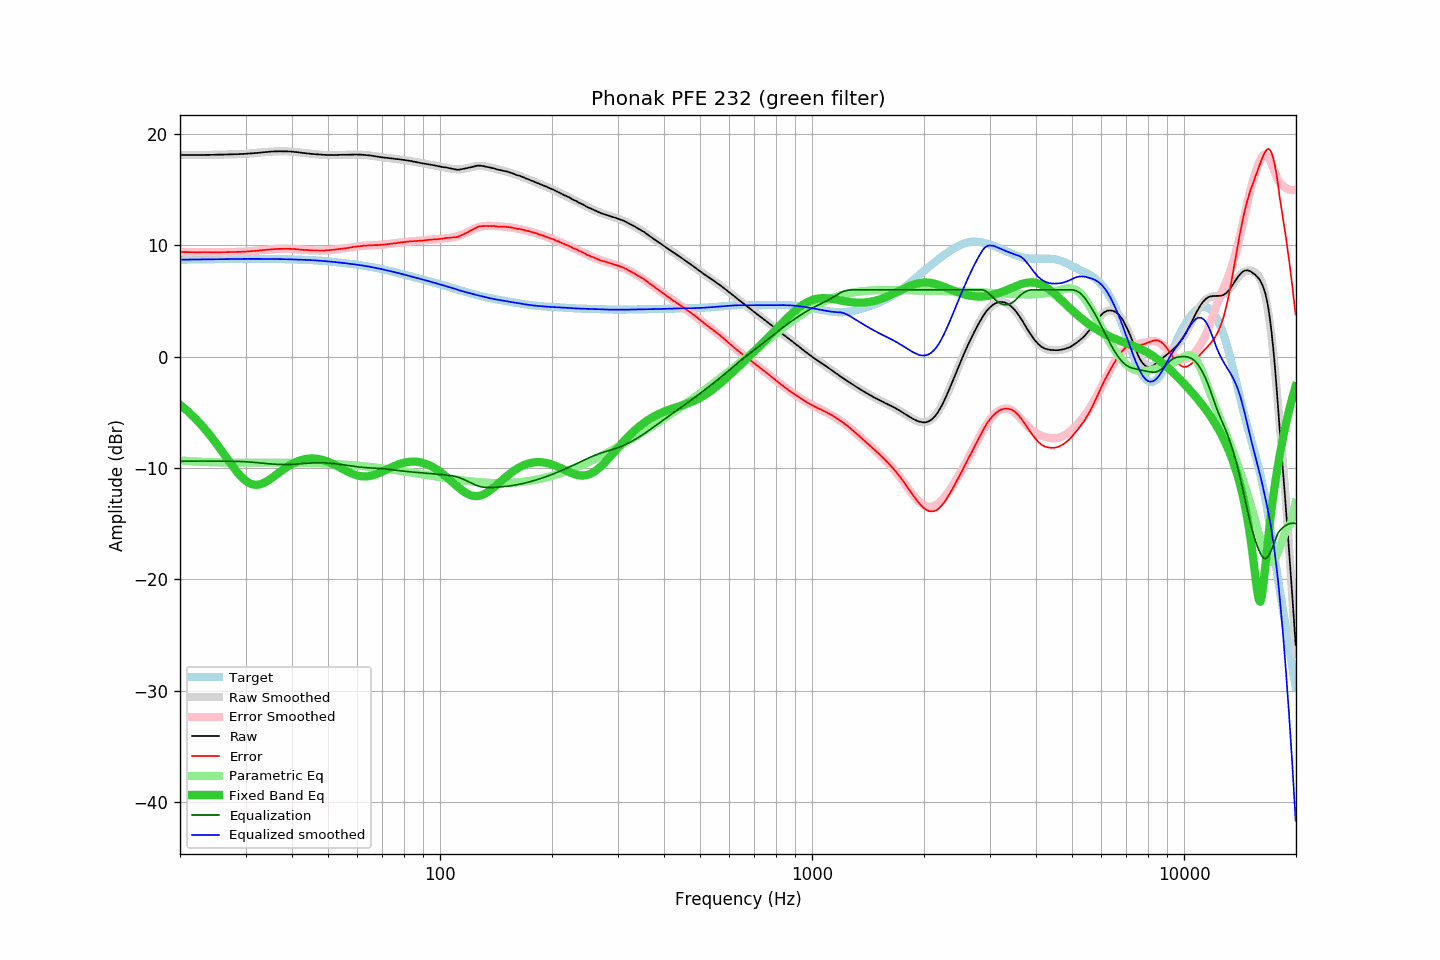 Phonak PFE 232 (green filter)
20
10
0
−10
−20
−30
−40
Amplitude (dBr)
Target
Raw Smoothed
Error Smoothed
Raw
Error
Parametric Eq
Fixed Band Eq
Equalization
Equalized smoothed
100
1000
10000
Frequency (Hz)